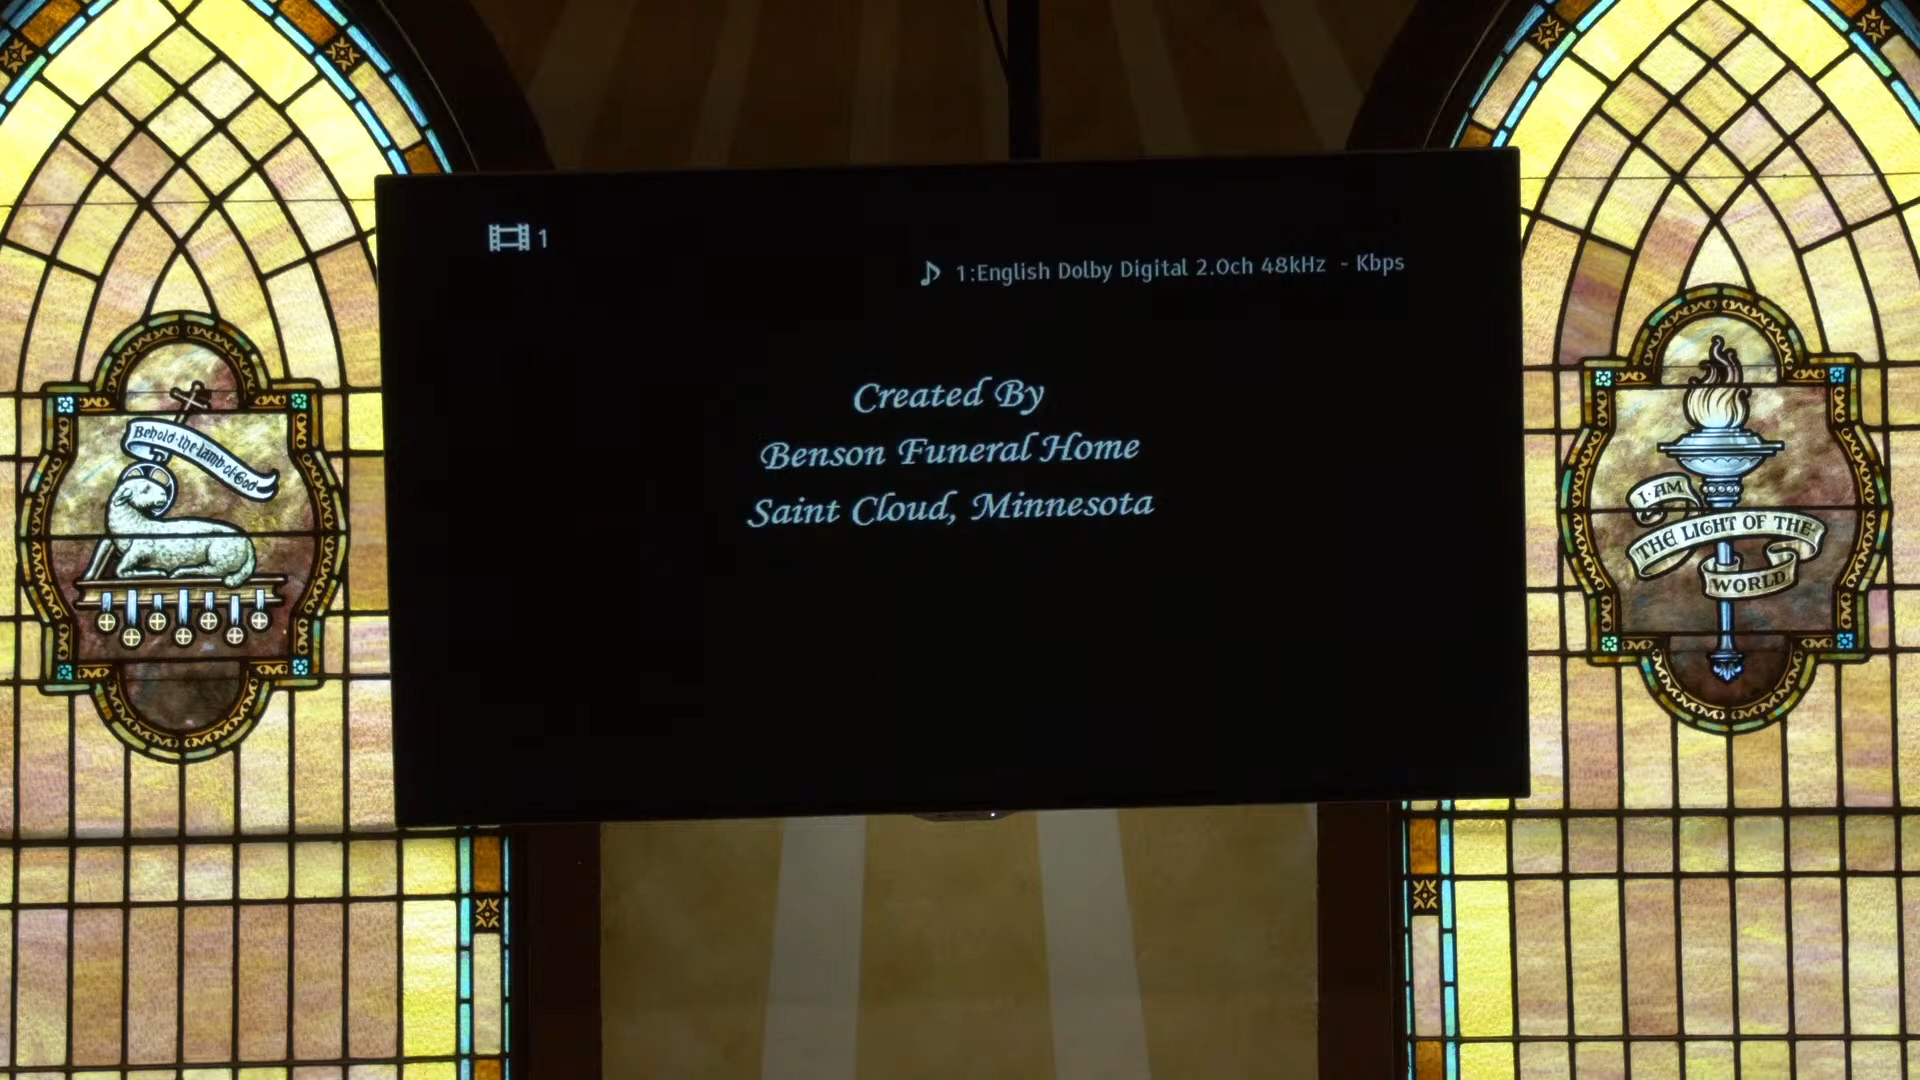 1
1:English Dolby Digital 2.0ch 48kHz - Kbps
Created By
Benson Funeral Home
Saint Cloud, Minnesota
Behold·the·Lamb·of·God
I·AM
THE LIGHT OF THE
WORLD